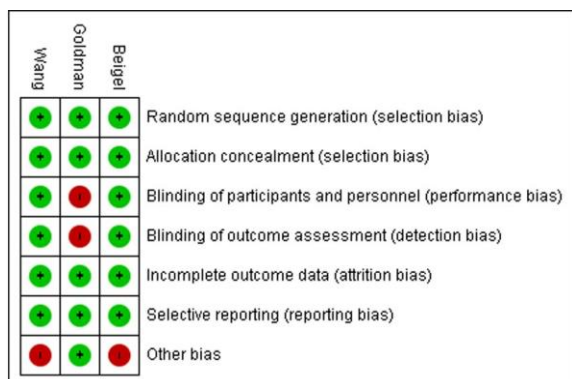 Wang
Goldman
Beigel
+ + + Random sequence generation (selection bias)
+ + + Allocation concealment (selection bias)
+ - + Blinding of participants and personnel (performance bias)
+ - + Blinding of outcome assessment (detection bias)
+ + + Incomplete outcome data (attrition bias)
+ + + Selective reporting (reporting bias)
- + - Other bias